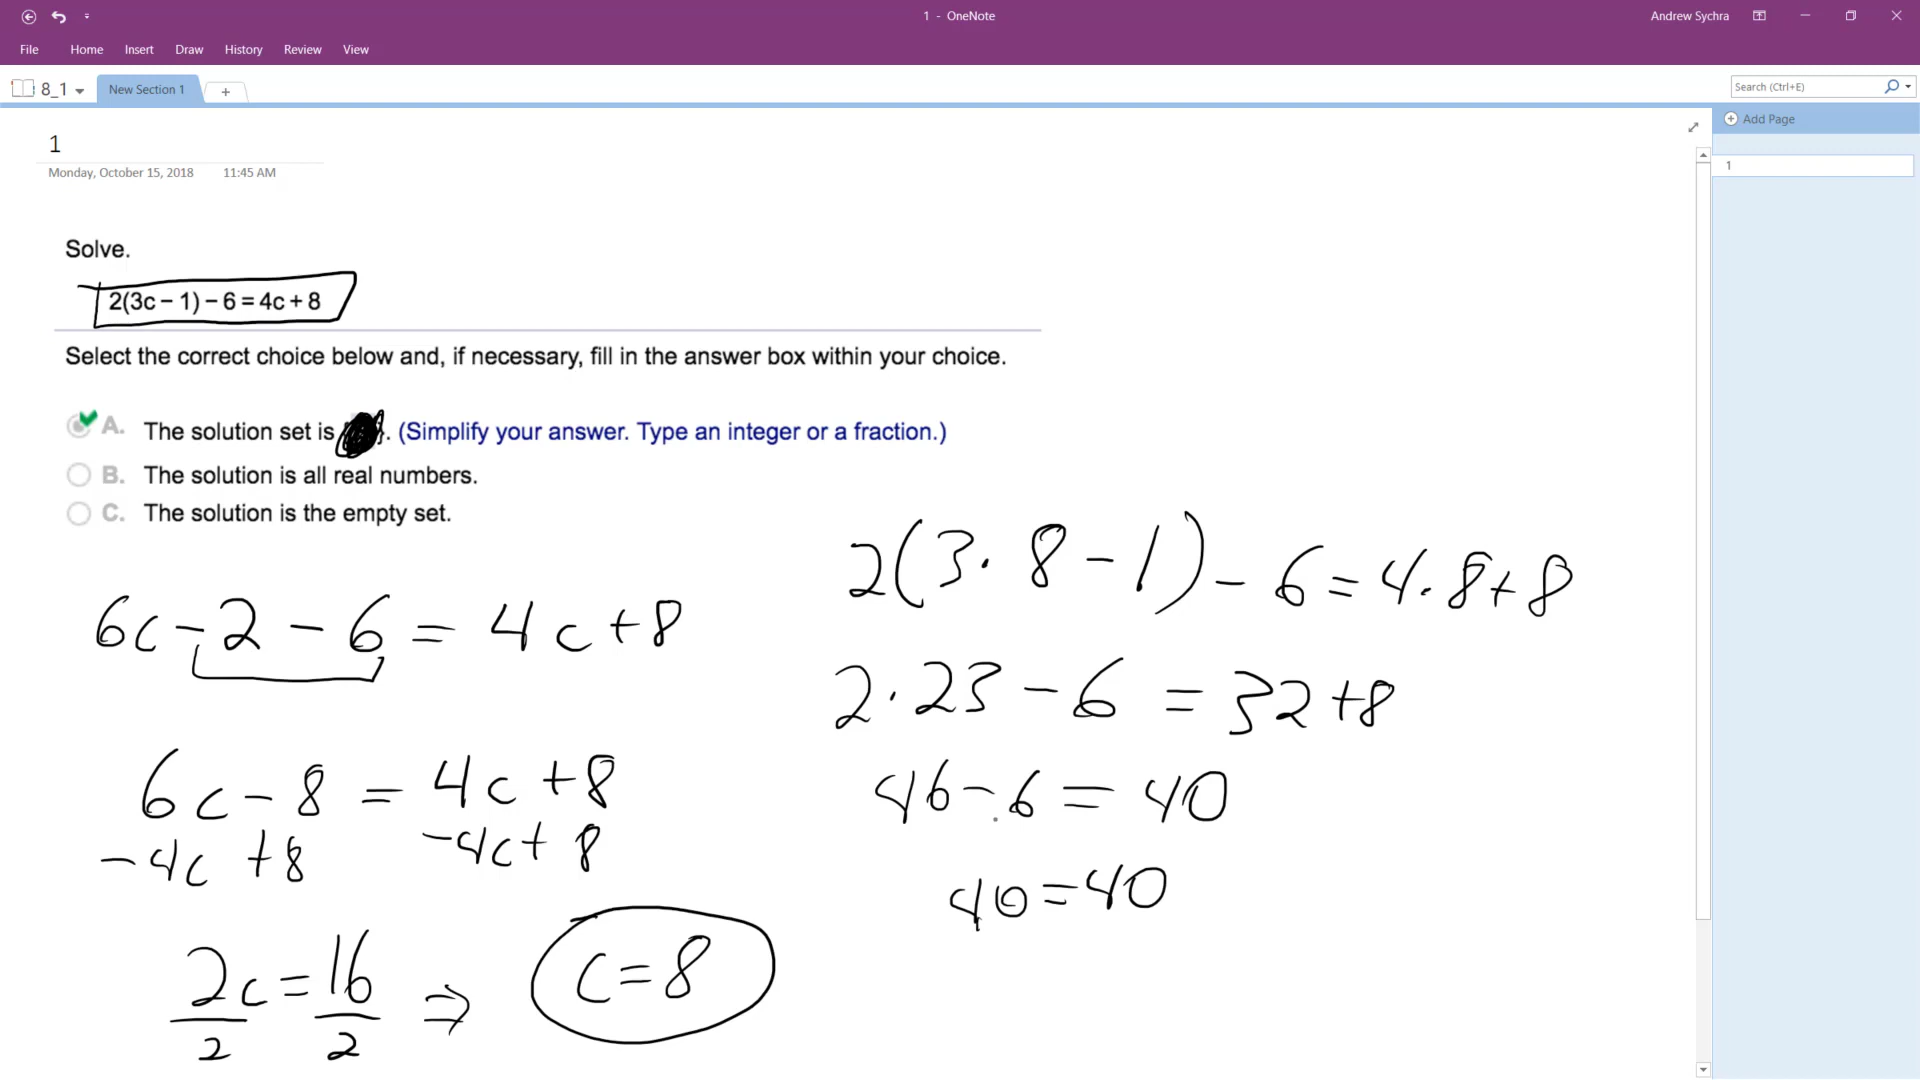 1 - OneNote
Andrew Sychra
File Home Insert Draw History Review View
8_1 New Section 1 +
Search (Ctrl+E)
Add Page
1
1
Monday, October 15, 2018 11:45 AM
Solve.
2(3c − 1) − 6 = 4c + 8
Select the correct choice below and, if necessary, fill in the answer box within your choice.
A. The solution set is }. (Simplify your answer. Type an integer or a fraction.)
B. The solution is all real numbers.
C. The solution is the empty set.
6c - 2 - 6 = 4c + 8
6c - 8 = 4c + 8
-4c +8 -4c + 8
2c = 16 ⇒ c = 8
2 2
2(3·8 - 1) - 6 = 4·8 + 8
2·23 - 6 = 32 + 8
46 - 6 = 40
40 = 40